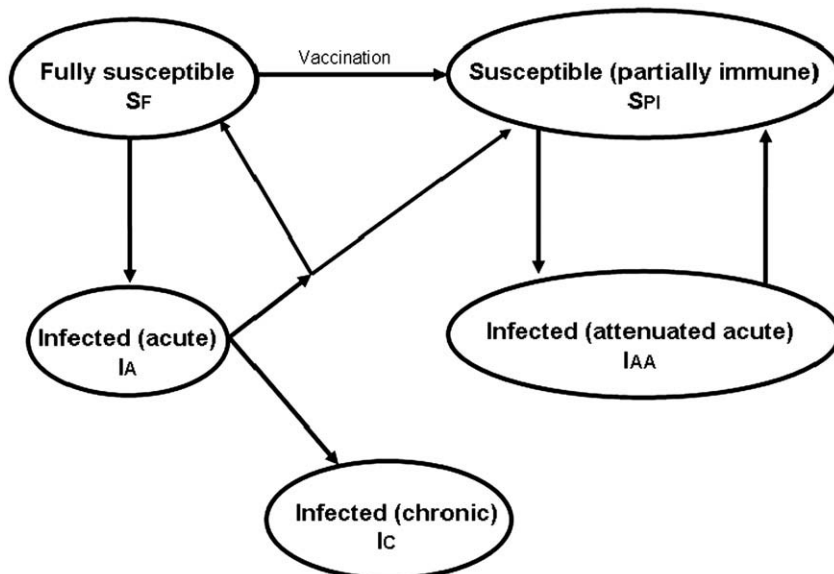 Fully susceptible
SF
Vaccination
Susceptible (partially immune)
SPI
Infected (acute)
IA
Infected (attenuated acute)
IAA
Infected (chronic)
IC